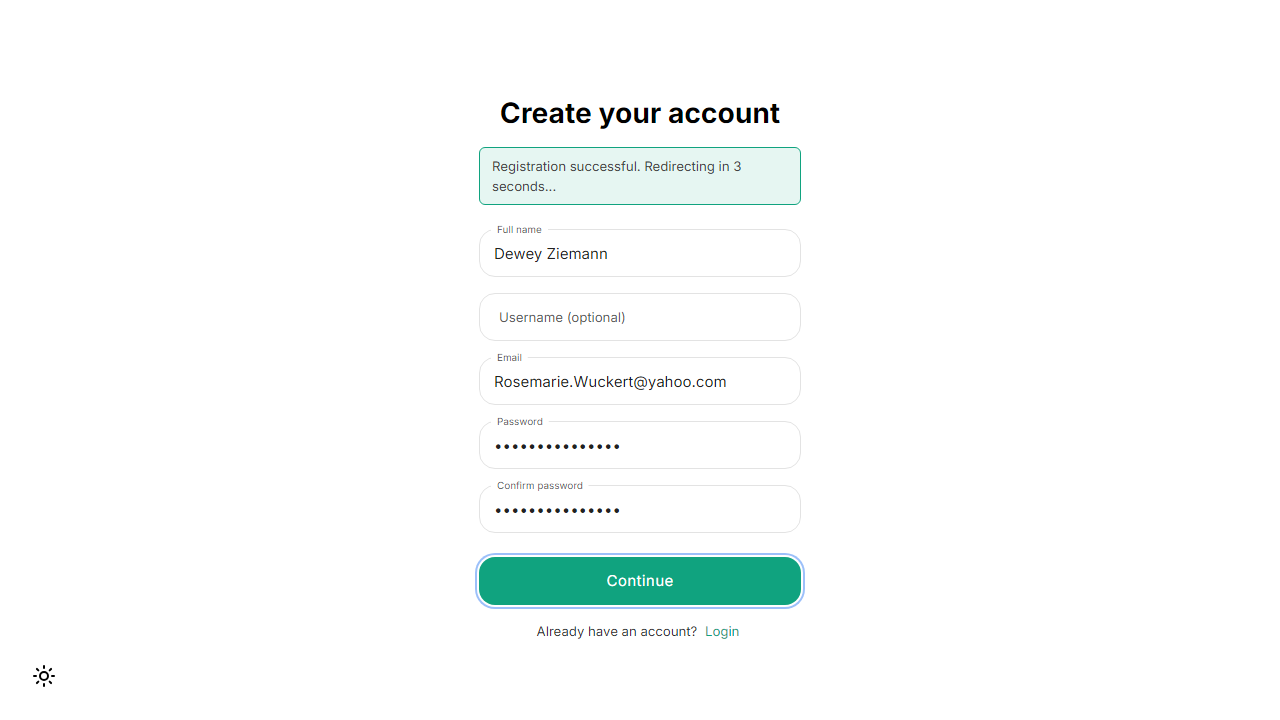 Create your account
Registration successful. Redirecting in 3
seconds...
Full name
Dewey Ziemann
Username (optional)
Email
Rosemarie.Wuckert@yahoo.com
Password
•••••••••••••••
Confirm password
•••••••••••••••
Continue
Already have an account? Login